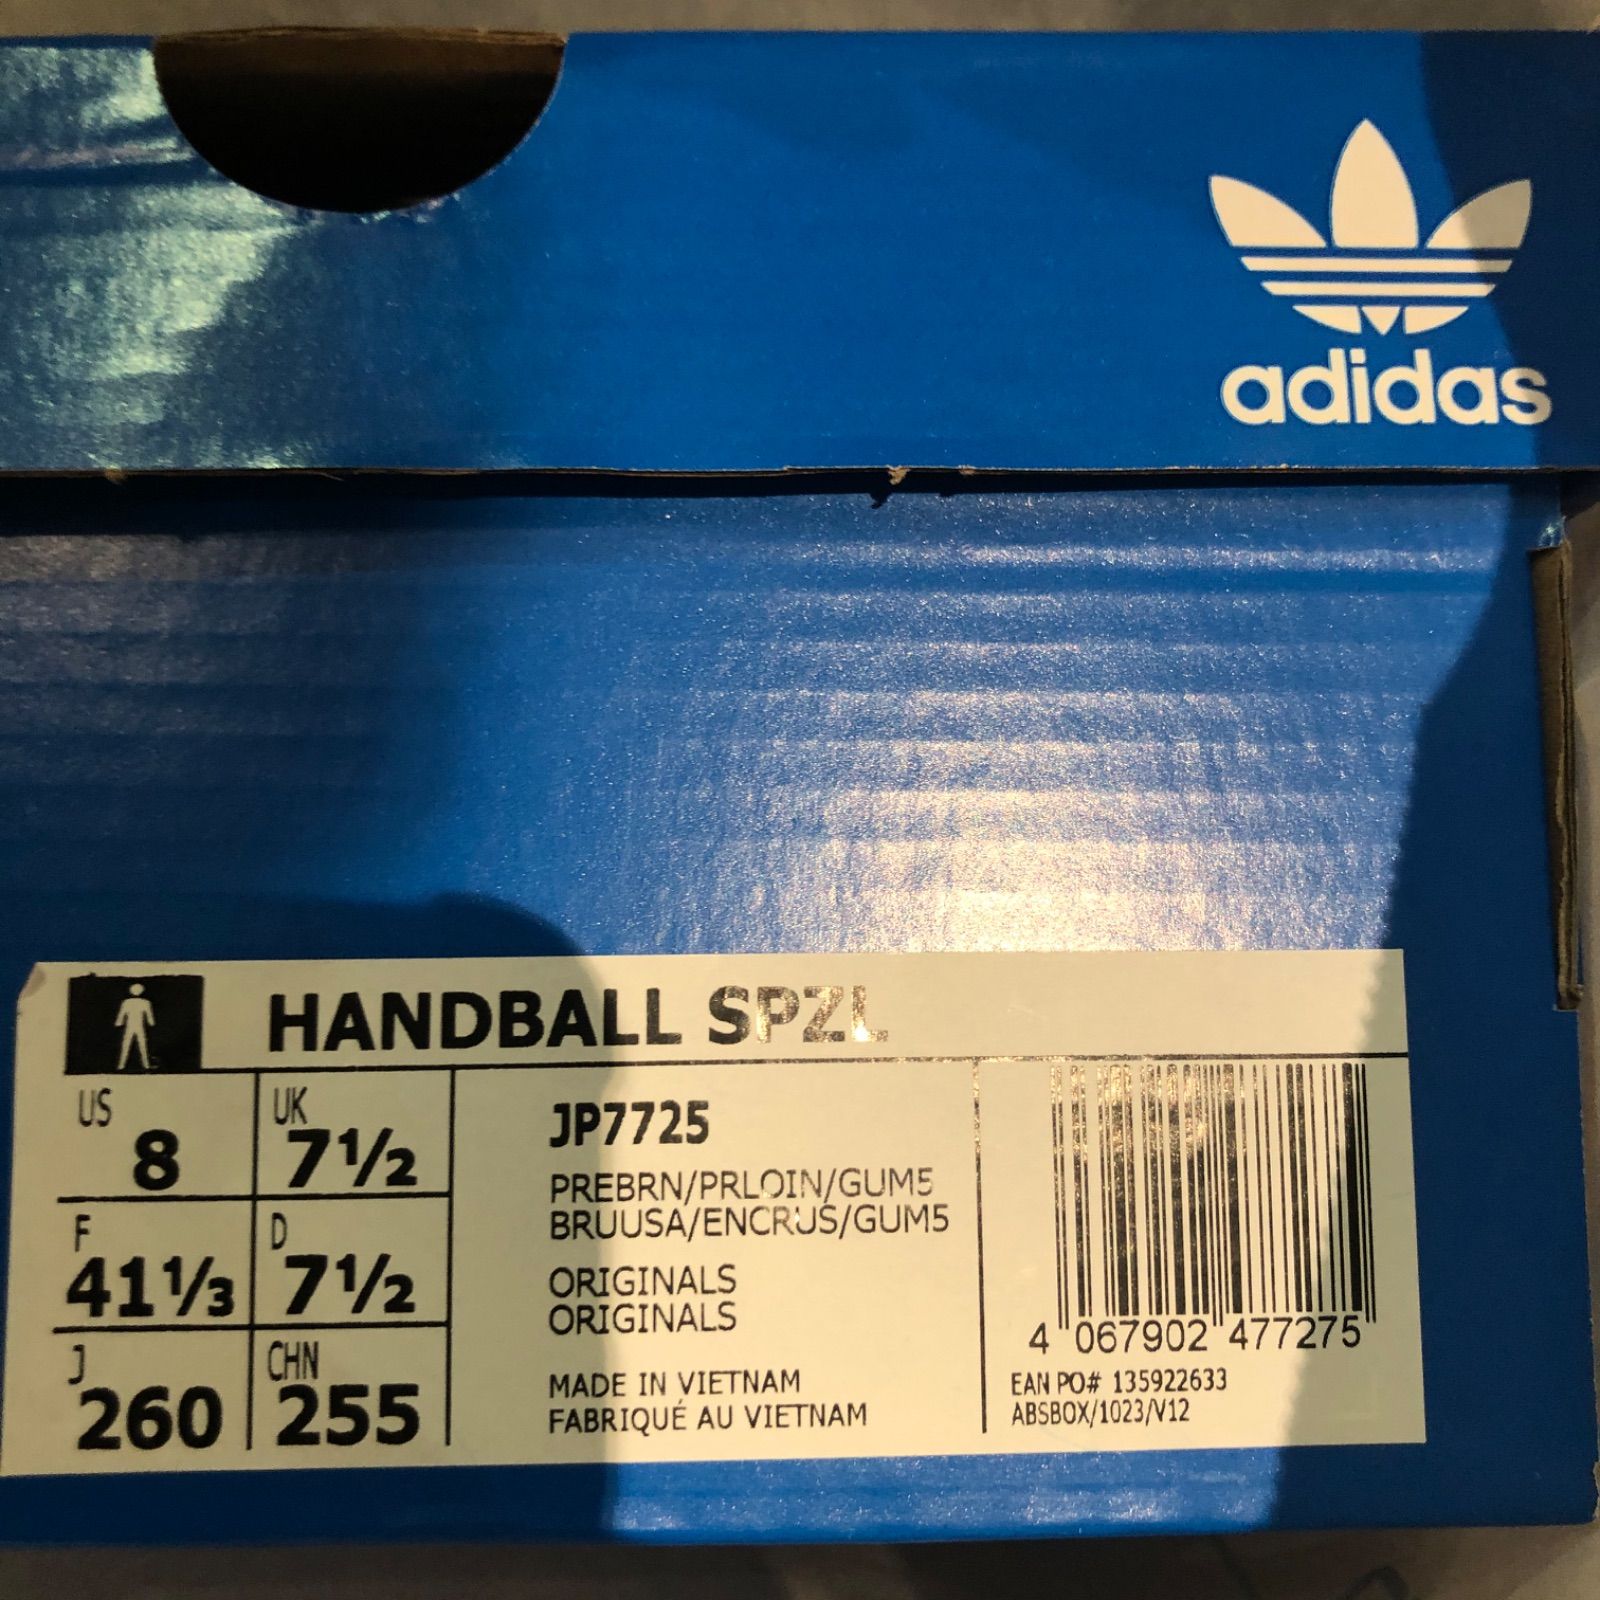 adidas
HANDBALL SPZL
US 8
UK 7½
F 41⅓
D 7½
J 260
CHN 255
JP7725
PREBRN/PRLOIN/GUM5
BRUUSA/ENCRUS/GUM5
ORIGINALS
ORIGINALS
MADE IN VIETNAM
FABRIQUÉ AU VIETNAM
4 067902 477275
EAN PO# 135922633
ABSBOX/1023/V12